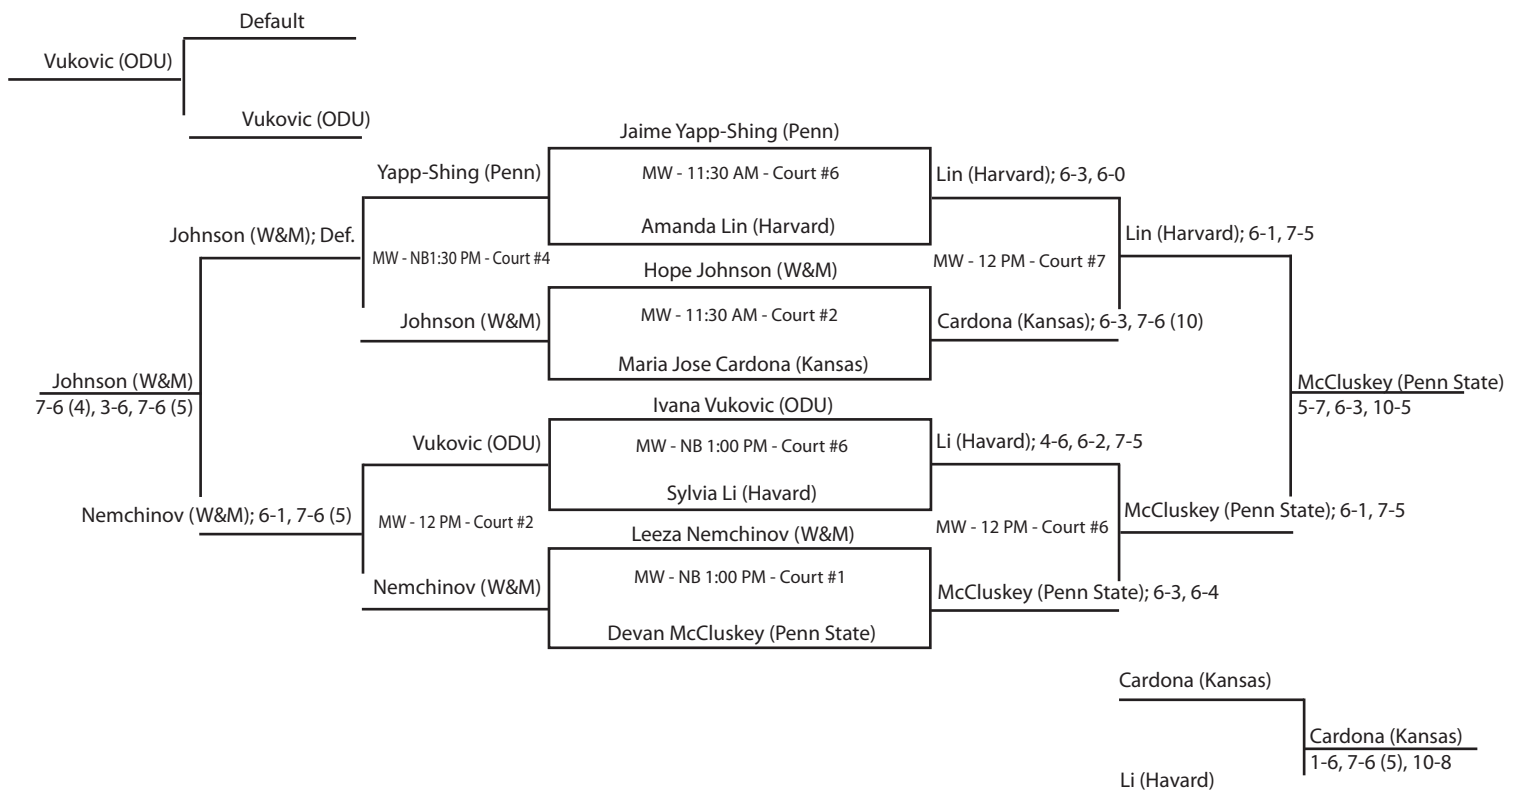 Default
Vukovic (ODU)
Vukovic (ODU)
Jaime Yapp-Shing (Penn)
Yapp-Shing (Penn)
MW - 11:30 AM - Court #6
Lin (Harvard); 6-3, 6-0
Amanda Lin (Harvard)
Johnson (W&M); Def.
Lin (Harvard); 6-1, 7-5
MW - NB1:30 PM - Court #4
Hope Johnson (W&M)
MW - 12 PM - Court #7
Johnson (W&M)
MW - 11:30 AM - Court #2
Cardona (Kansas); 6-3, 7-6 (10)
Maria Jose Cardona (Kansas)
Johnson (W&M)
7-6 (4), 3-6, 7-6 (5)
McCluskey (Penn State)
5-7, 6-3, 10-5
Ivana Vukovic (ODU)
Vukovic (ODU)
MW - NB 1:00 PM - Court #6
Li (Havard); 4-6, 6-2, 7-5
Sylvia Li (Havard)
Nemchinov (W&M); 6-1, 7-6 (5)
MW - 12 PM - Court #2
Leeza Nemchinov (W&M)
MW - 12 PM - Court #6
McCluskey (Penn State); 6-1, 7-5
Nemchinov (W&M)
MW - NB 1:00 PM - Court #1
McCluskey (Penn State); 6-3, 6-4
Devan McCluskey (Penn State)
Cardona (Kansas)
Cardona (Kansas)
1-6, 7-6 (5), 10-8
Li (Havard)